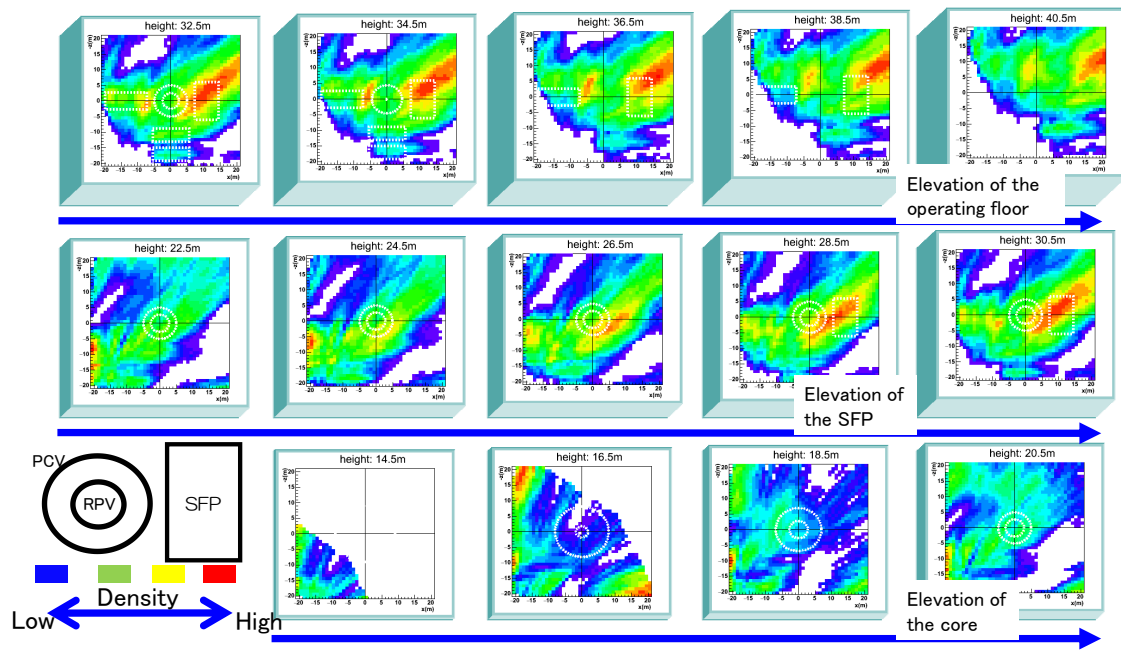 height: 32.5m
height: 34.5m
height: 36.5m
height: 38.5m
height: 40.5m
-z(m)
x(m)
-z(m)
x(m)
-z(m)
x(m)
-z(m)
x(m)
-z(m)
x(m)
Elevation of the
operating floor
height: 22.5m
height: 24.5m
height: 26.5m
height: 28.5m
height: 30.5m
-z(m)
x(m)
-z(m)
x(m)
-z(m)
x(m)
-z(m)
-z(m)
x(m)
Elevation of
the SFP
PCV
RPV
SFP
Density
Low
High
height: 14.5m
height: 16.5m
height: 18.5m
height: 20.5m
-z(m)
x(m)
-z(m)
x(m)
-z(m)
x(m)
-z(m)
Elevation of
the core